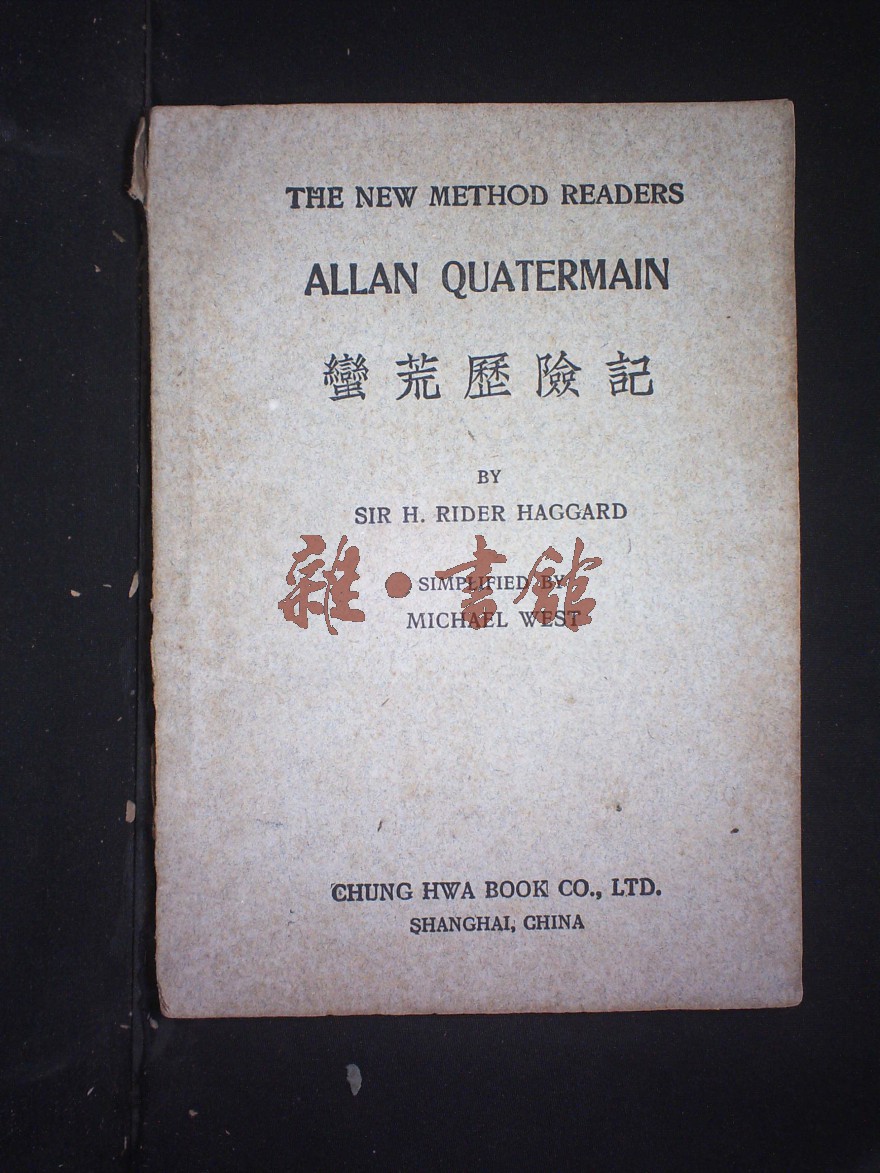 THE NEW METHOD READERS
ALLAN QUATERMAIN
蠻荒歷險記
BY
SIR H. RIDER HAGGARD
SIMPLIFIED BY
MICHAEL WEST
雜·書館
CHUNG HWA BOOK CO., LTD.
SHANGHAI, CHINA